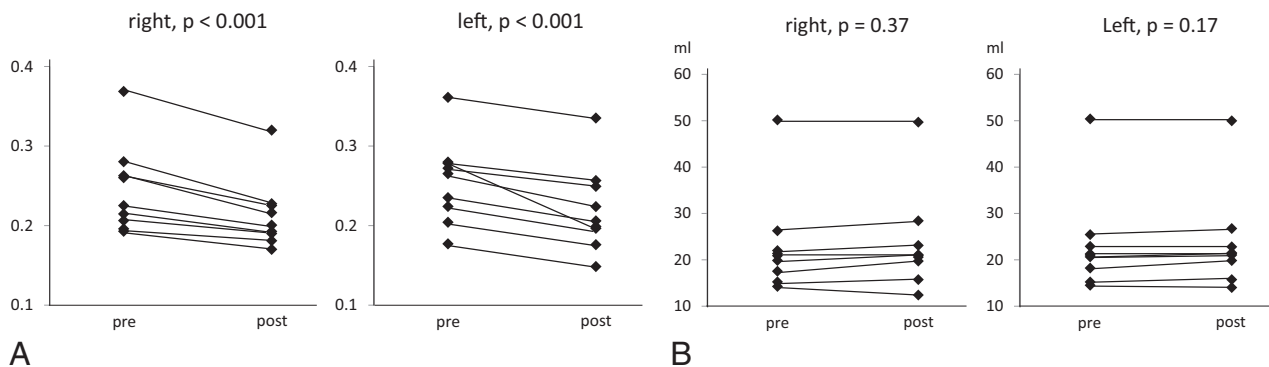 right, p < 0.001
0.4
0.3
0.2
0.1
pre post
left, p < 0.001
0.4
0.3
0.2
0.1
pre post
A
right, p = 0.37
ml
60
50
40
30
20
10
pre post
Left, p = 0.17
ml
60
50
40
30
20
10
pre post
B